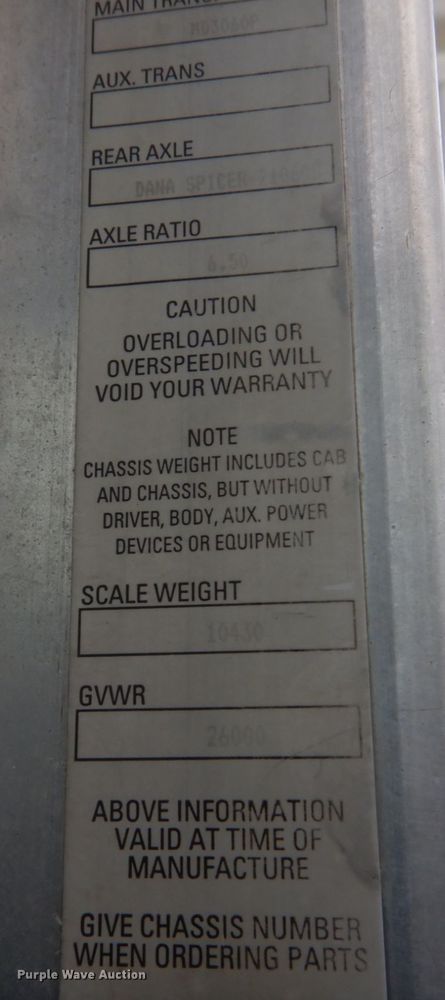 MAIN
MD3060P
AUX. TRANS
REAR AXLE
DANA SPICER
AXLE RATIO
6.50
CAUTION
OVERLOADING OR
OVERSPEEDING WILL
VOID YOUR WARRANTY
NOTE
CHASSIS WEIGHT INCLUDES CAB
AND CHASSIS, BUT WITHOUT
DRIVER, BODY, AUX. POWER
DEVICES OR EQUIPMENT
SCALE WEIGHT
10430
GVWR
26000
ABOVE INFORMATION
VALID AT TIME OF
MANUFACTURE
GIVE CHASSIS NUMBER
WHEN ORDERING PARTS
Purple Wave Auction